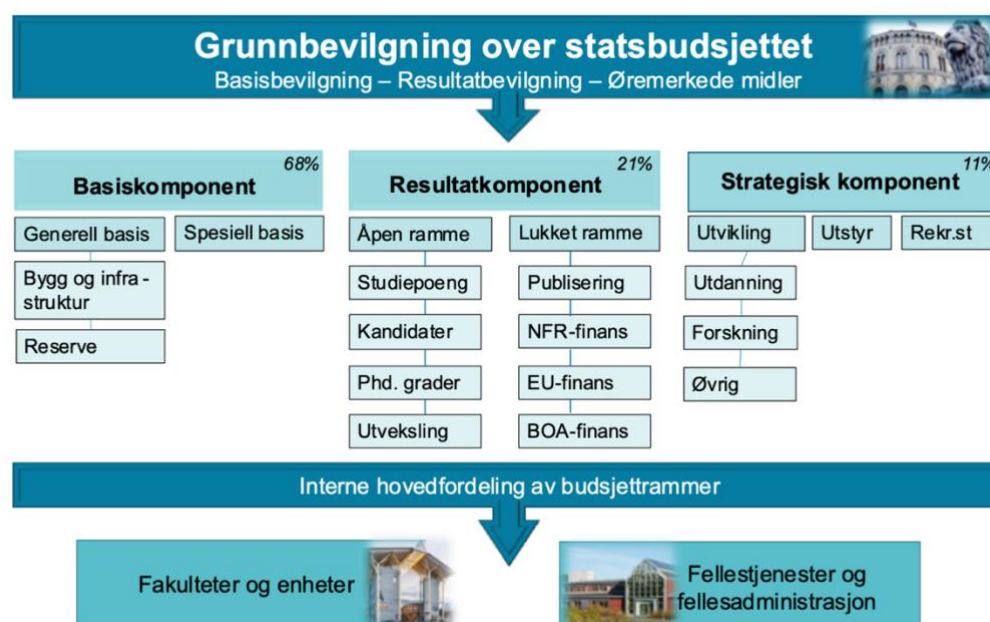 Grunnbevilgning over statsbudsjettet
Basisbevilgning – Resultatbevilgning – Øremerkede midler
68%
Basiskomponent
Generell basis
Spesiell basis
Bygg og infra -
struktur
Reserve
21%
Resultatkomponent
Åpen ramme
Lukket ramme
Studiepoeng
Publisering
Kandidater
NFR-finans
Phd. grader
EU-finans
Utveksling
BOA-finans
11%
Strategisk komponent
Utvikling
Utstyr
Rekr.st
Utdanning
Forskning
Øvrig
Interne hovedfordeling av budsjettrammer
Fakulteter og enheter
Fellestjenester og
fellesadministrasjon